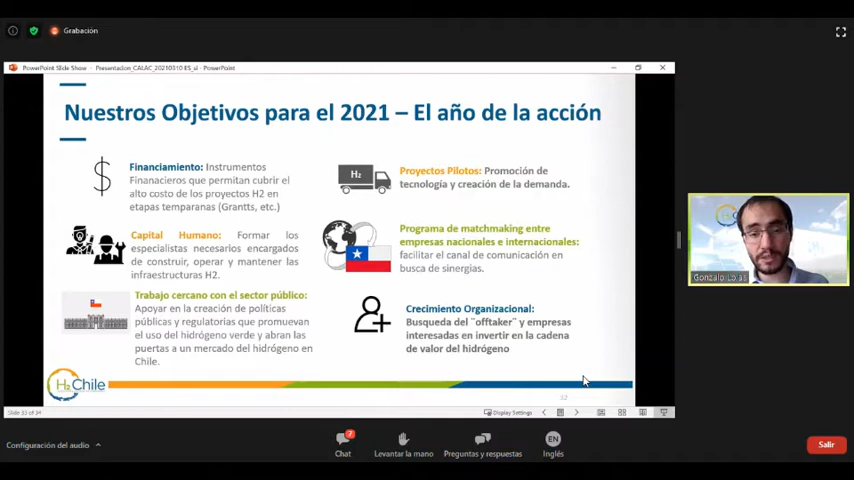 Grabación
PowerPoint Slide Show - Presentacion_CALAC_20210310 ES_sl - PowerPoint
Nuestros Objetivos para el 2021 – El año de la acción
Financiamiento: Instrumentos
Finanacieros que permitan cubrir el
alto costo de los proyectos H2 en
etapas tempranas (Grantts, etc.)
Capital Humano: Formar los
especialistas necesarios encargados
de construir, operar y mantener las
infraestructuras H2.
Trabajo cercano con el sector público:
Apoyar en la creación de políticas
públicas y regulatorias que promuevan
el uso del hidrógeno verde y abran las
puertas a un mercado del hidrógeno en
Chile.
H2
Proyectos Pilotos: Promoción de
tecnología y creación de la demanda.
Programa de matchmaking entre
empresas nacionales e internacionales:
facilitar el canal de comunicación en
busca de sinergias.
Crecimiento Organizacional:
Busqueda del ¨offtaker¨ y empresas
interesadas en invertir en la cadena
de valor del hidrógeno
H2 Chile
32
Slide 33 of 34
Display Settings
Gonzalo
Configuración del audio
7
Chat
Levantar la mano
Preguntas y respuestas
EN
Inglés
Salir